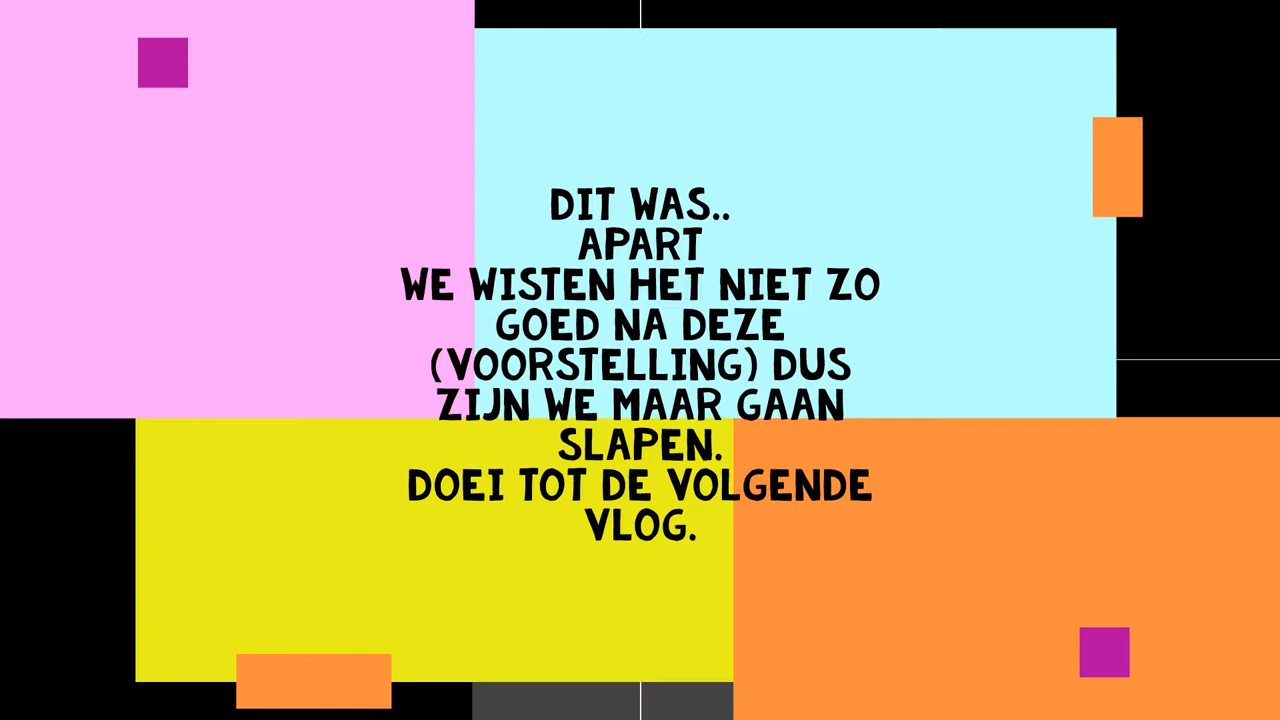 DIT WAS..
APART
WE WISTEN HET NIET ZO
GOED NA DEZE
(VOORSTELLING) DUS
ZIJN WE MAAR GAAN
SLAPEN.
DOEI TOT DE VOLGENDE
VLOG.